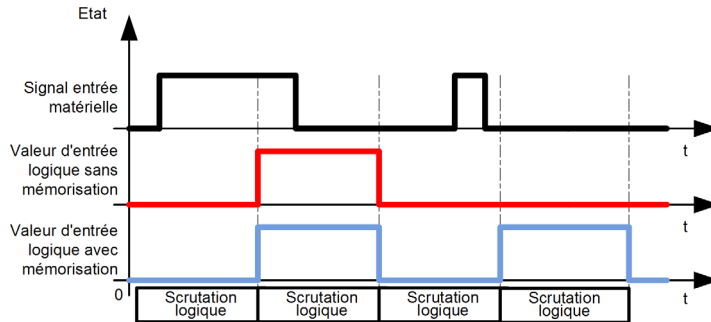 Etat
Signal entrée
matérielle
t
Valeur d'entrée
logique sans
mémorisation
t
Valeur d'entrée
logique avec
mémorisation
t
0
Scrutation
logique
Scrutation
logique
Scrutation
logique
Scrutation
logique